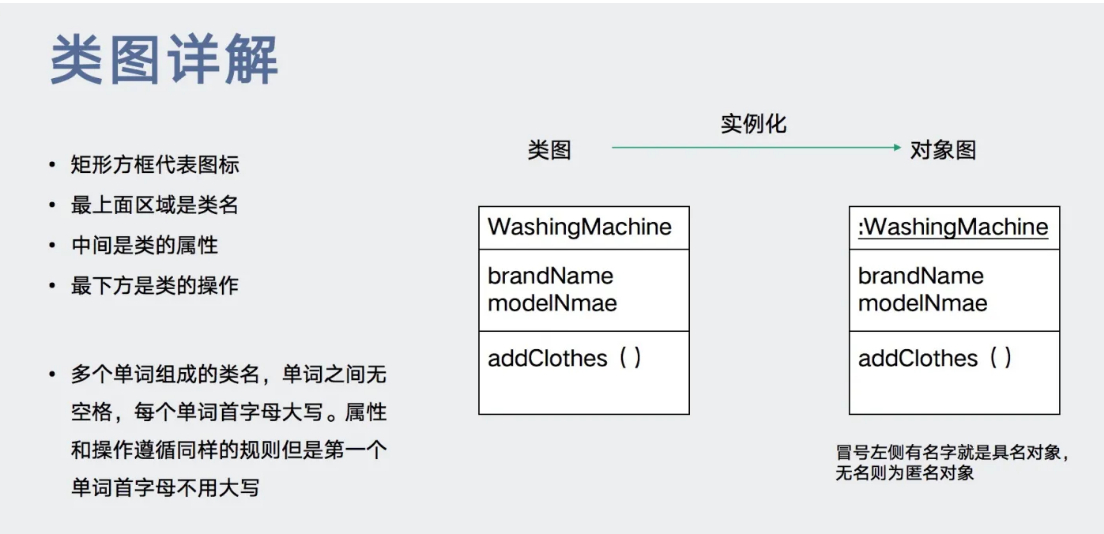 类图详解
• 矩形方框代表图标
• 最上面区域是类名
• 中间是类的属性
• 最下方是类的操作
• 多个单词组成的类名，单词之间无
空格，每个单词首字母大写。属性
和操作遵循同样的规则但是第一个
单词首字母不用大写
类图
实例化
对象图
WashingMachine
brandName
modelNmae
addClothes（）
:WashingMachine
brandName
modelNmae
addClothes（）
冒号左侧有名字就是具名对象，
无名则为匿名对象